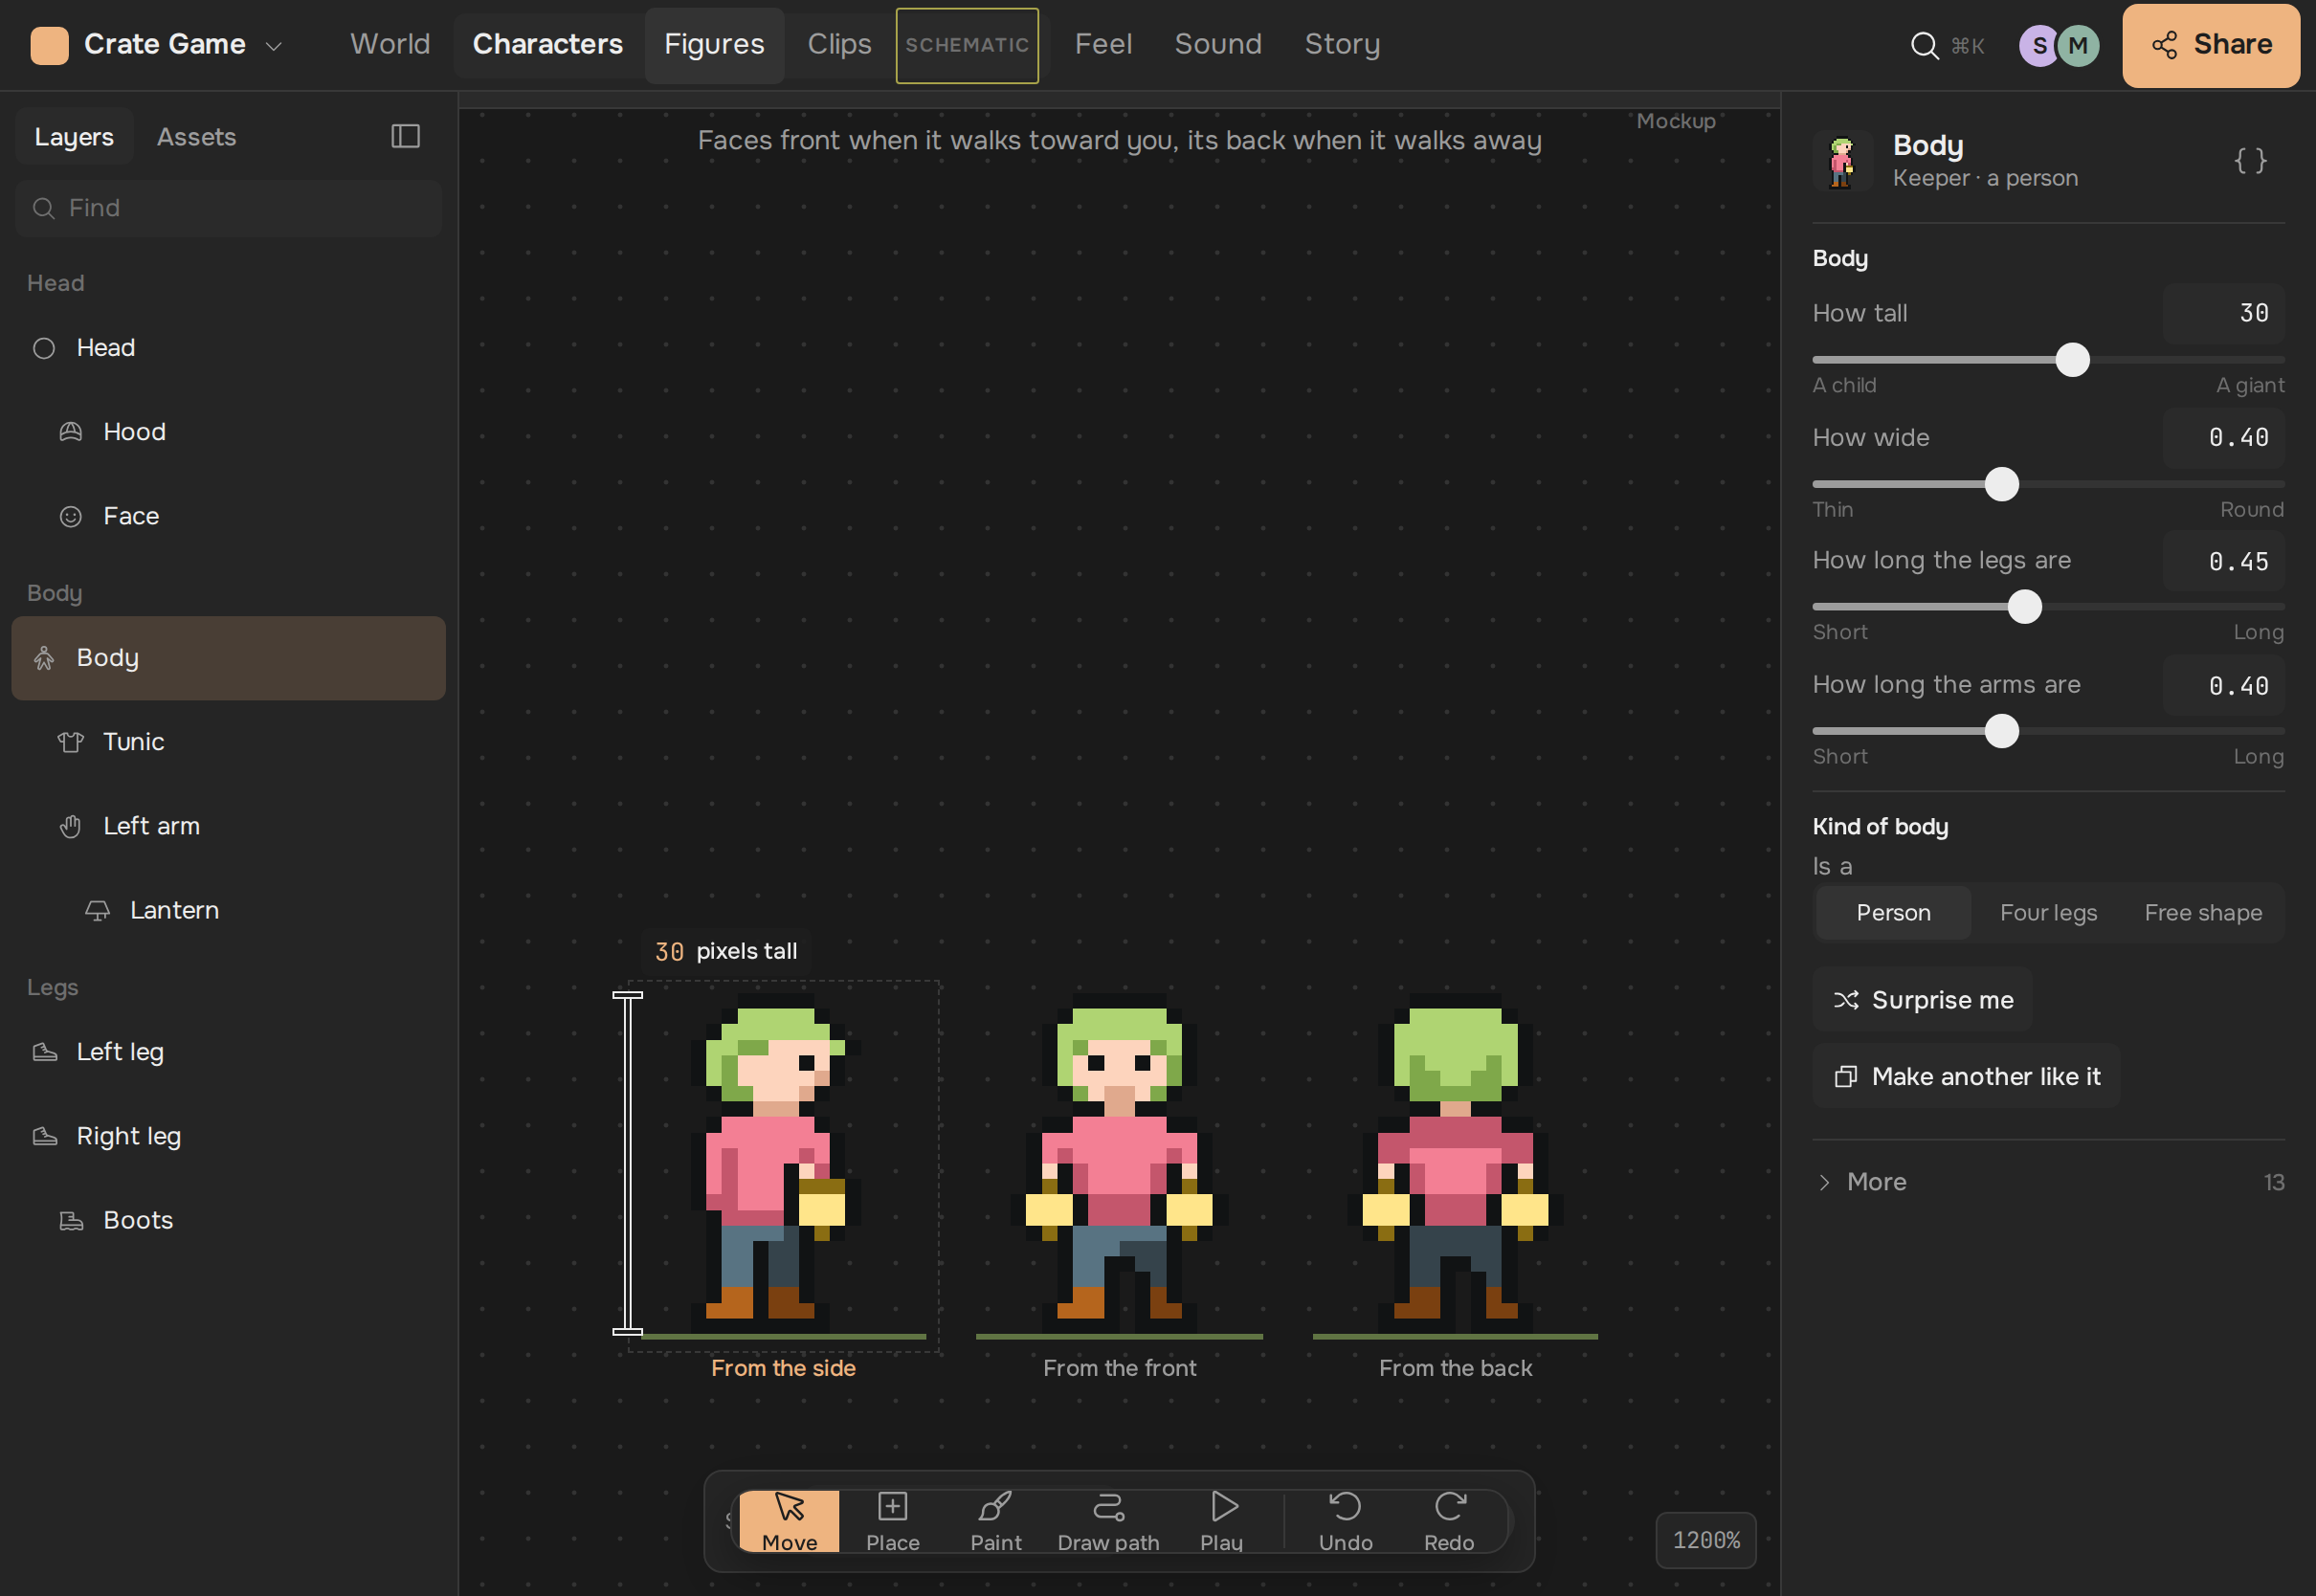 Crate Game
World
Characters
Figures
Clips
SCHEMATIC
Feel
Sound
Story
⌘K
S
M
Share
Layers
Assets
Find
Head
Head
Hood
Face
Body
Body
Tunic
Left arm
Lantern
Legs
Left leg
Right leg
Boots
Mockup
Faces front when it walks toward you, its back when it walks away
30 pixels tall
From the side
From the front
From the back
Move
Place
Paint
Draw path
Play
Undo
Redo
1200%
Body
Keeper · a person
{ }
Body
How tall
30
A child
A giant
How wide
0.40
Thin
Round
How long the legs are
0.45
Short
Long
How long the arms are
0.40
Short
Long
Kind of body
Is a
Person
Four legs
Free shape
Surprise me
Make another like it
More
13